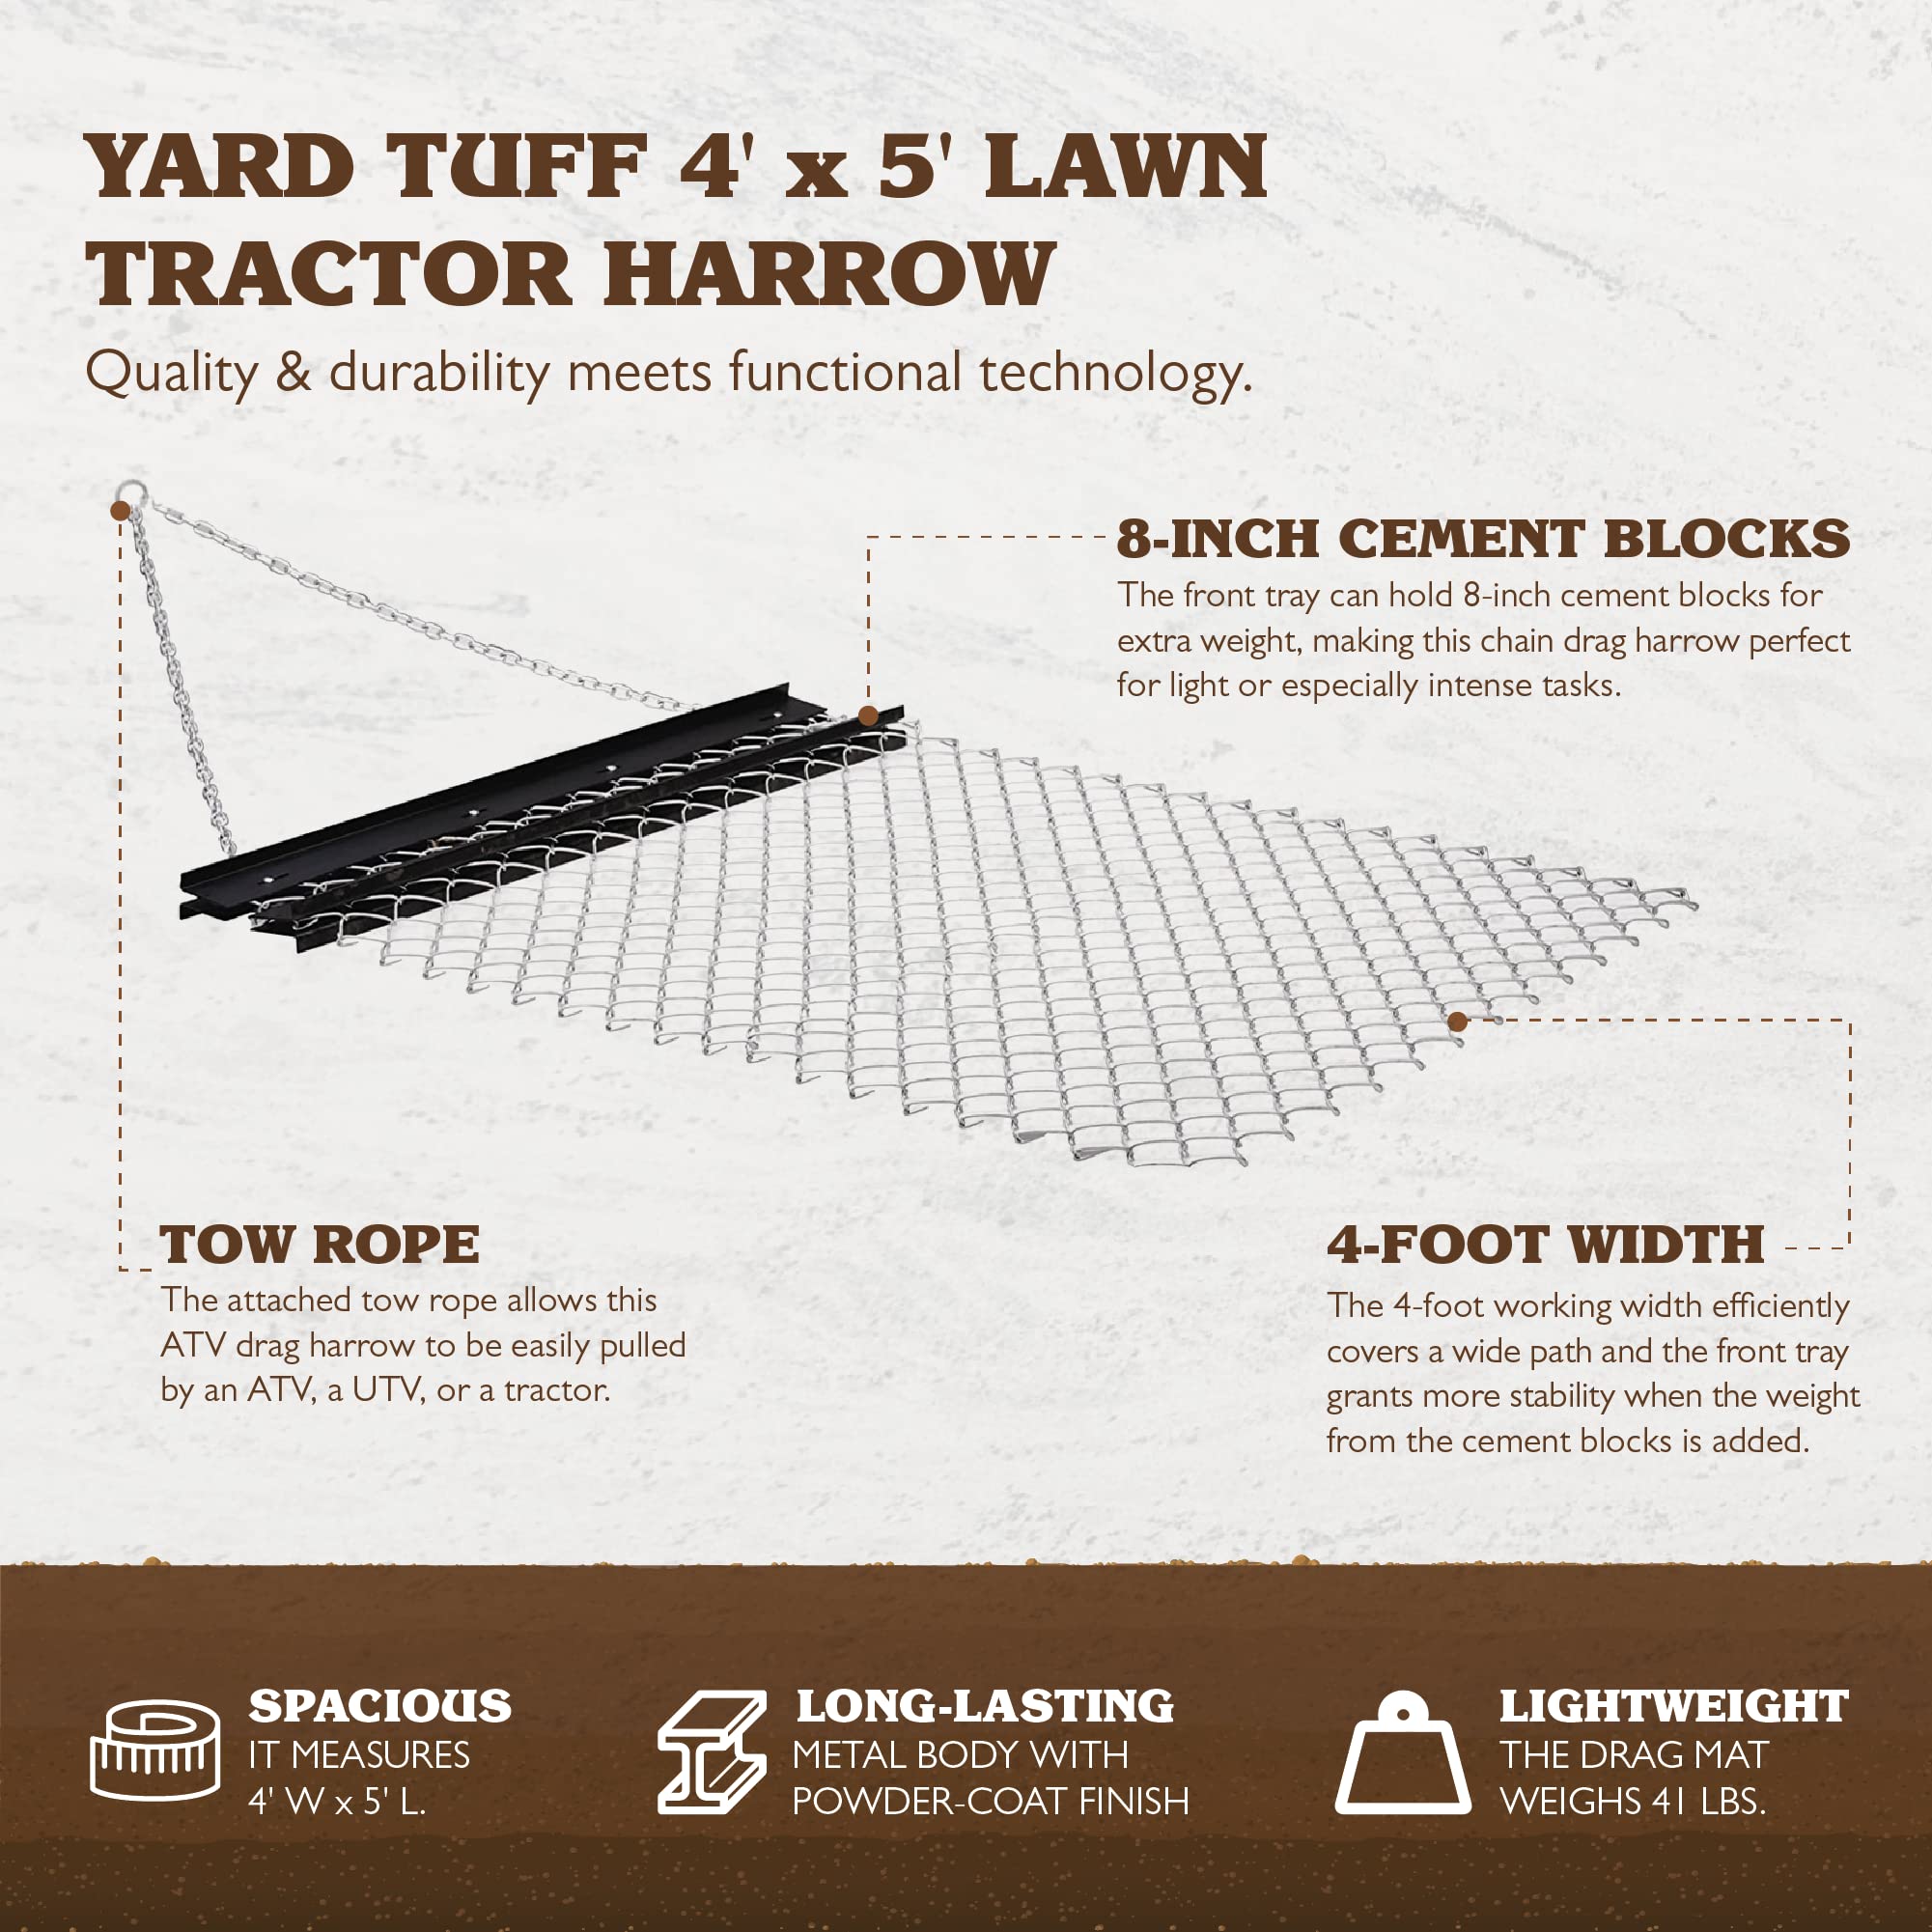 YARD TUFF 4' x 5' LAWN
TRACTOR HARROW
Quality & durability meets functional technology.
8-INCH CEMENT BLOCKS
The front tray can hold 8-inch cement blocks for
extra weight, making this chain drag harrow perfect
for light or especially intense tasks.
TOW ROPE
The attached tow rope allows this
ATV drag harrow to be easily pulled
by an ATV, a UTV, or a tractor.
4-FOOT WIDTH
The 4-foot working width efficiently
covers a wide path and the front tray
grants more stability when the weight
from the cement blocks is added.
SPACIOUS
IT MEASURES
4' W x 5' L.
LONG-LASTING
METAL BODY WITH
POWDER-COAT FINISH
LIGHTWEIGHT
THE DRAG MAT
WEIGHS 41 LBS.